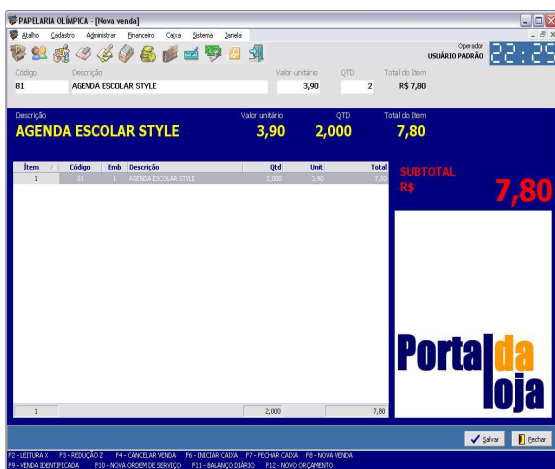 PAPELARIA OLÍMPICA - [Nova venda]
Atalho Cadastro Administrar Financeiro Caixa Sistema Janela
Operador
USUÁRIO PADRÃO
22:25
Código Descrição Valor unitário QTD Total do Item
81 AGENDA ESCOLAR STYLE 3,90 2 R$ 7,80
Descrição Valor unitário QTD Total do Item
AGENDA ESCOLAR STYLE 3,90 2,000 7,80
Ítem Código Emb Descrição Qtd Unit Total
1 81 1 AGENDA ESCOLAR STYLE 2,000 3,90 7,80
SUBTOTAL
R$ 7,80
Portal da
loja
1 2,000 7,80
Salvar Fechar
F2 - LEITURA X F3 - REDUÇÃO Z F4 - CANCELAR VENDA F6 - INICIAR CAIXA F7 - FECHAR CAIXA F8 - NOVA VENDA
F9 - VENDA IDENTIFICADA F10 - NOVA ORDEM DE SERVIÇO F11 - BALANÇO DIÁRIO F12 - NOVO ORÇAMENTO